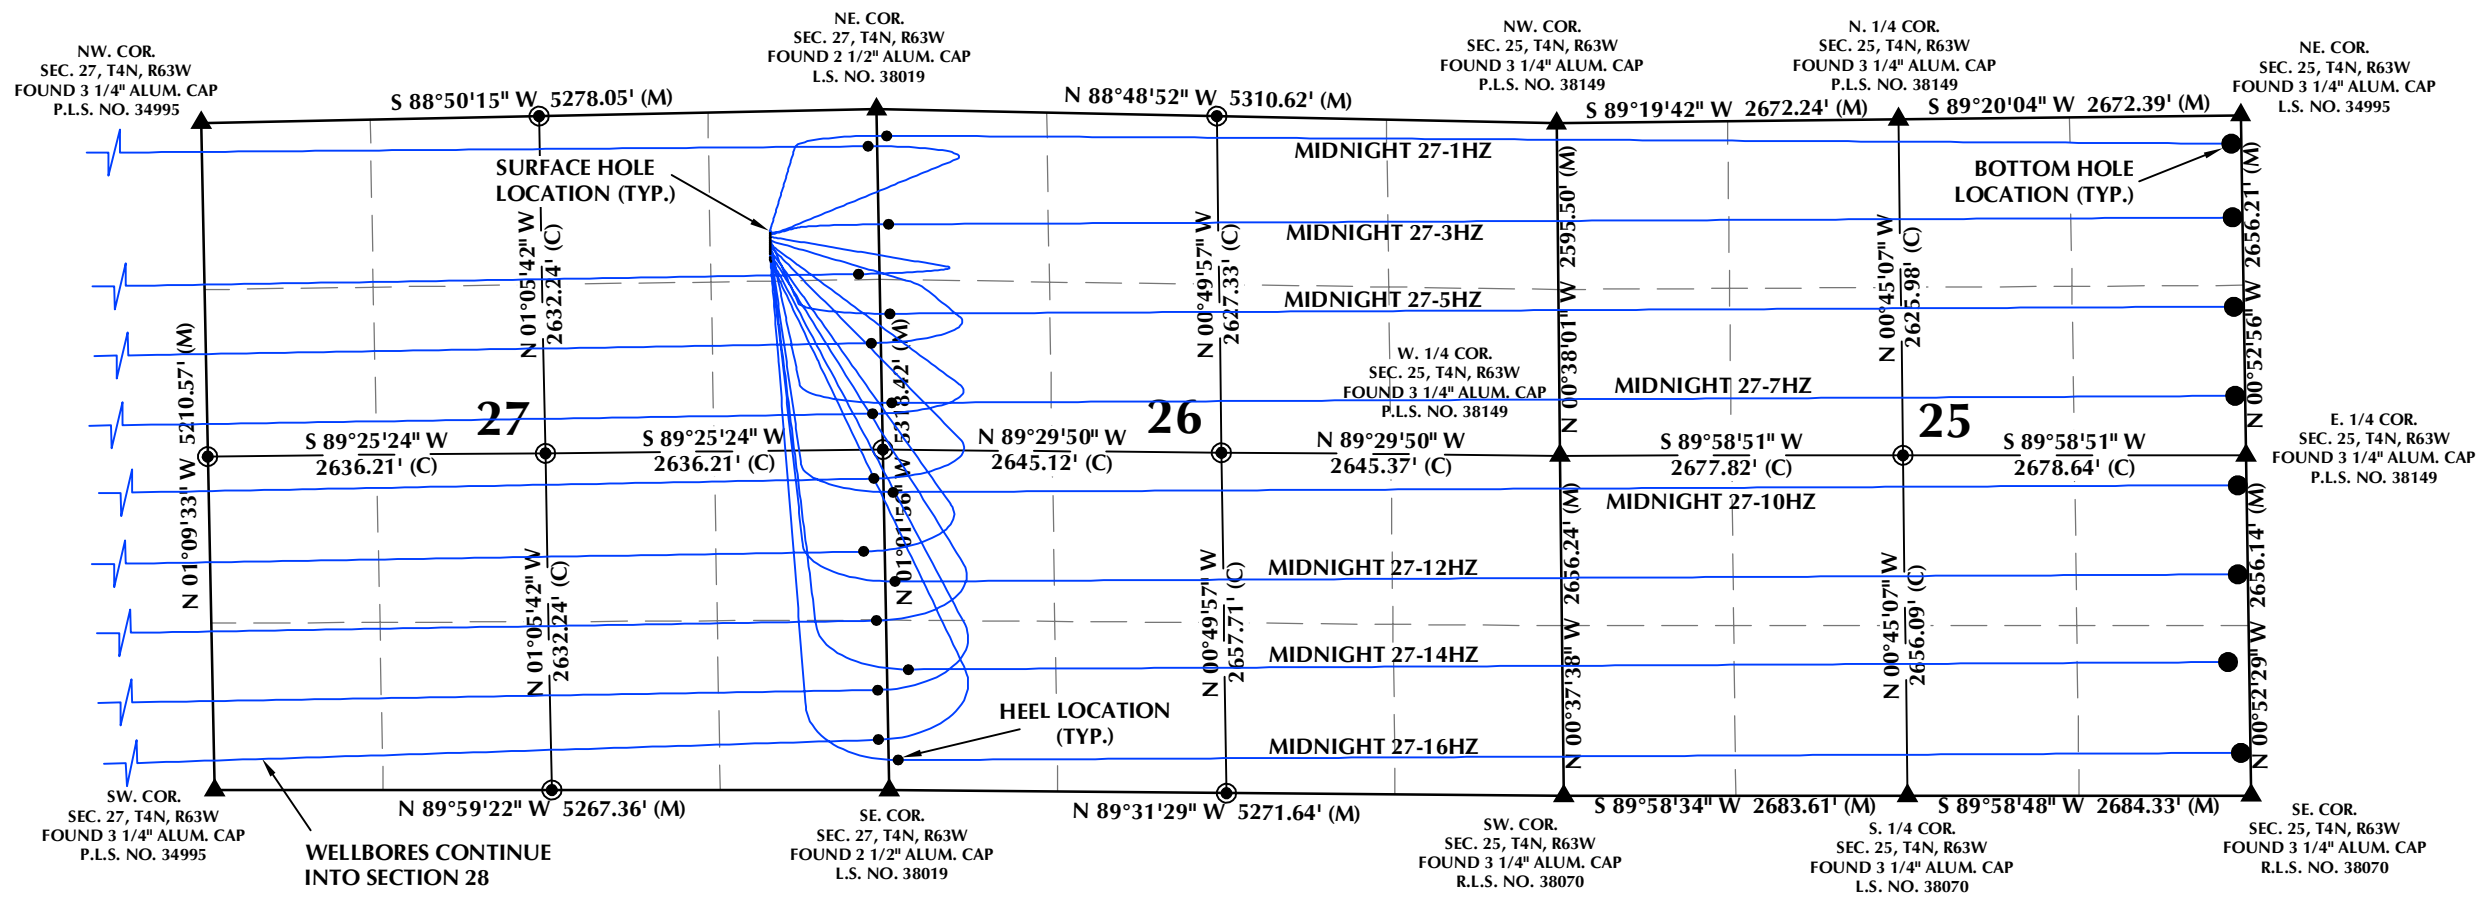 NW. COR.
SEC. 27, T4N, R63W
FOUND 3 1/4" ALUM. CAP
P.L.S. NO. 34995
NE. COR.
SEC. 27, T4N, R63W
FOUND 2 1/2" ALUM. CAP
L.S. NO. 38019
NW. COR.
SEC. 25, T4N, R63W
FOUND 3 1/4" ALUM. CAP
P.L.S. NO. 38149
N. 1/4 COR.
SEC. 25, T4N, R63W
FOUND 3 1/4" ALUM. CAP
P.L.S. NO. 38149
NE. COR.
SEC. 25, T4N, R63W
FOUND 3 1/4" ALUM. CAP
L.S. NO. 34995
S 88°50'15" W 5278.05' (M)
N 88°48'52" W 5310.62' (M)
S 89°19'42" W 2672.24' (M)
S 89°20'04" W 2672.39' (M)
SURFACE HOLE
LOCATION (TYP.)
BOTTOM HOLE
LOCATION (TYP.)
MIDNIGHT 27-1HZ
MIDNIGHT 27-3HZ
MIDNIGHT 27-5HZ
MIDNIGHT 27-7HZ
N 01°09'33" W 5210.57' (M)
N 01°05'42" W
2632.24' (C)
N 01°01'56" W 5318.42' (M)
N 00°49'57" W
2627.33' (C)
N 00°38'01" W 2595.50' (M)
N 00°45'07" W
2625.98' (C)
N 00°52'56" W 2656.21' (M)
W. 1/4 COR.
SEC. 25, T4N, R63W
FOUND 3 1/4" ALUM. CAP
P.L.S. NO. 38149
E. 1/4 COR.
SEC. 25, T4N, R63W
FOUND 3 1/4" ALUM. CAP
P.L.S. NO. 38149
27
26
25
S 89°25'24" W
2636.21' (C)
S 89°25'24" W
2636.21' (C)
N 89°29'50" W
2645.12' (C)
N 89°29'50" W
2645.37' (C)
S 89°58'51" W
2677.82' (C)
S 89°58'51" W
2678.64' (C)
MIDNIGHT 27-10HZ
MIDNIGHT 27-12HZ
MIDNIGHT 27-14HZ
MIDNIGHT 27-16HZ
N 01°05'42" W
2632.24' (C)
N 00°49'57" W
2657.71' (C)
N 00°37'38" W 2656.24' (M)
N 00°45'07" W
2656.09' (C)
N 00°52'29" W 2656.14' (M)
HEEL LOCATION
(TYP.)
N 89°59'22" W 5267.36' (M)
N 89°31'29" W 5271.64' (M)
S 89°58'34" W 2683.61' (M)
S 89°58'48" W 2684.33' (M)
SW. COR.
SEC. 27, T4N, R63W
FOUND 3 1/4" ALUM. CAP
P.L.S. NO. 34995
WELLBORES CONTINUE
INTO SECTION 28
SE. COR.
SEC. 27, T4N, R63W
FOUND 2 1/2" ALUM. CAP
L.S. NO. 38019
SW. COR.
SEC. 25, T4N, R63W
FOUND 3 1/4" ALUM. CAP
R.L.S. NO. 38070
S. 1/4 COR.
SEC. 25, T4N, R63W
FOUND 3 1/4" ALUM. CAP
L.S. NO. 38070
SE. COR.
SEC. 25, T4N, R63W
FOUND 3 1/4" ALUM. CAP
R.L.S. NO. 38070